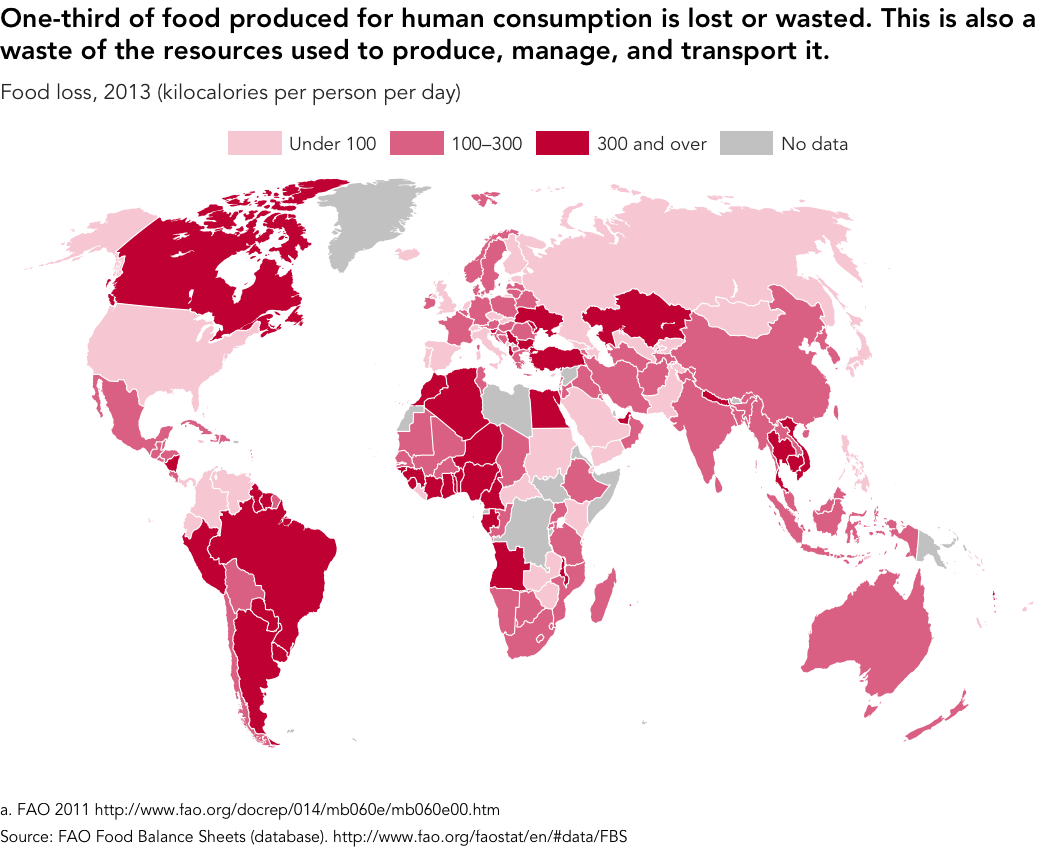 One-third of food produced for human consumption is lost or wasted. This is also a
waste of the resources used to produce, manage, and transport it.
Food loss, 2013 (kilocalories per person per day)
Under 100 100–300 300 and over No data
a. FAO 2011 http://www.fao.org/docrep/014/mb060e/mb060e00.htm
Source: FAO Food Balance Sheets (database). http://www.fao.org/faostat/en/#data/FBS